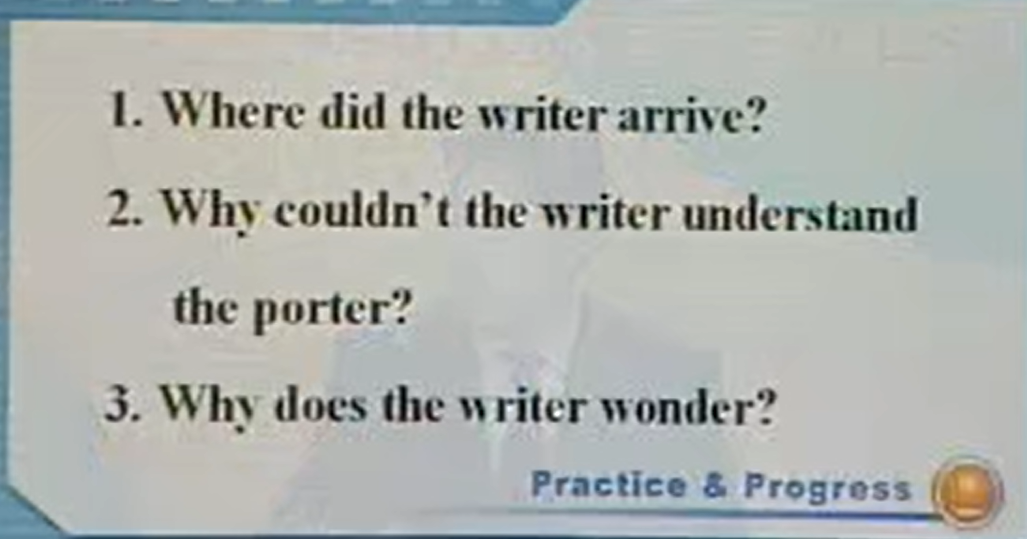 1. Where did the writer arrive?
2. Why couldn't the writer understand
the porter?
3. Why does the writer wonder?
Practice & Progress